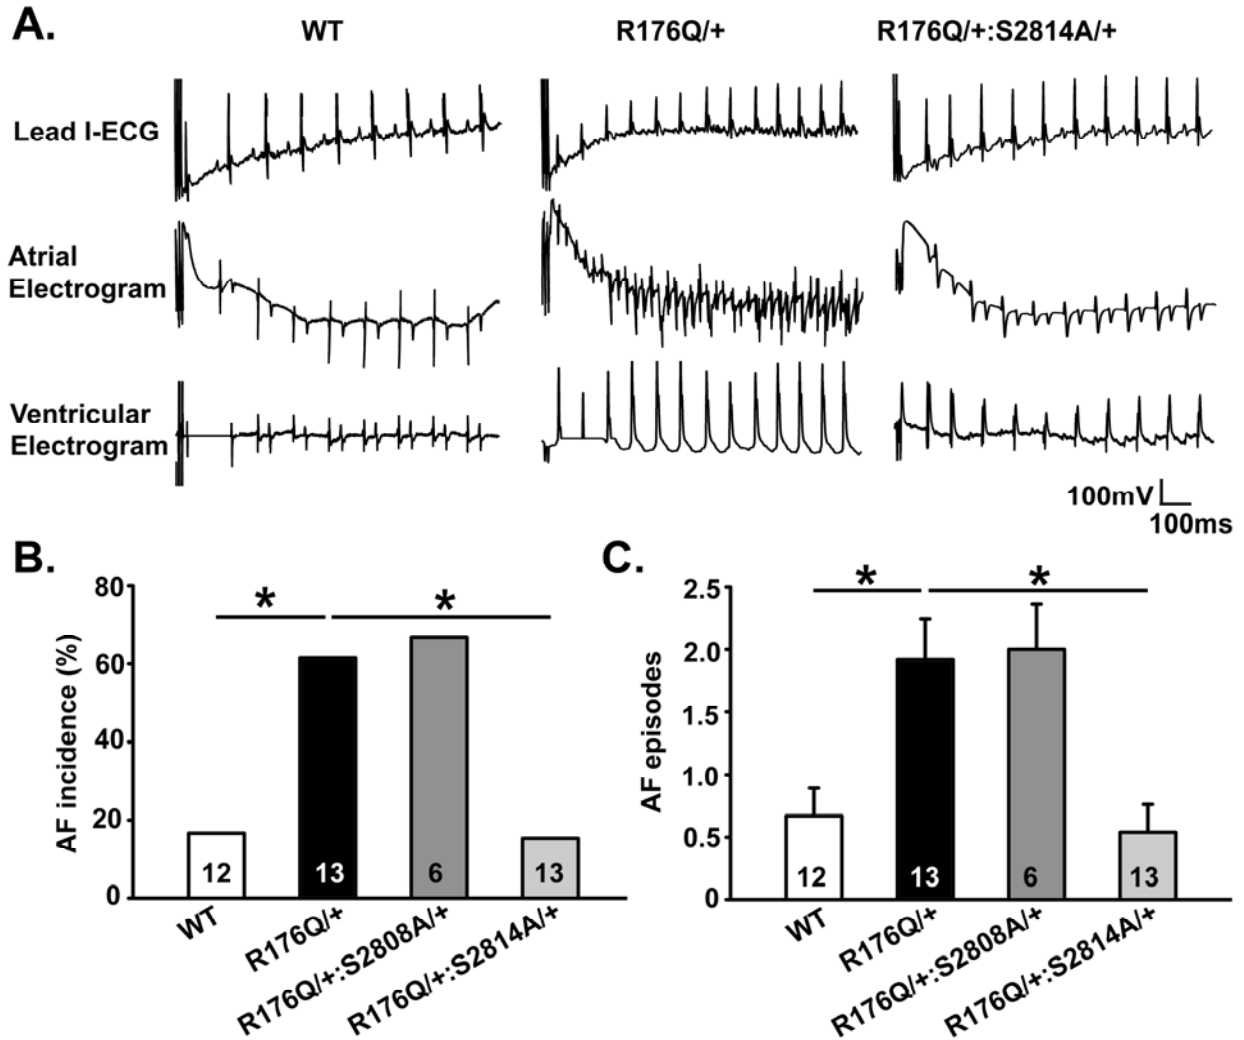 A.
WT R176Q/+ R176Q/+:S2814A/+
Lead I-ECG
Atrial
Electrogram
Ventricular
Electrogram
100mV
100ms
B.
AF incidence (%)
80
60
40
20
0
* *
12 13 6 13
WT
R176Q/+
R176Q/+:S2808A/+
R176Q/+:S2814A/+
C.
AF episodes
2.5
2.0
1.5
1.0
0.5
0
* *
12 13 6 13
WT
R176Q/+
R176Q/+:S2808A/+
R176Q/+:S2814A/+